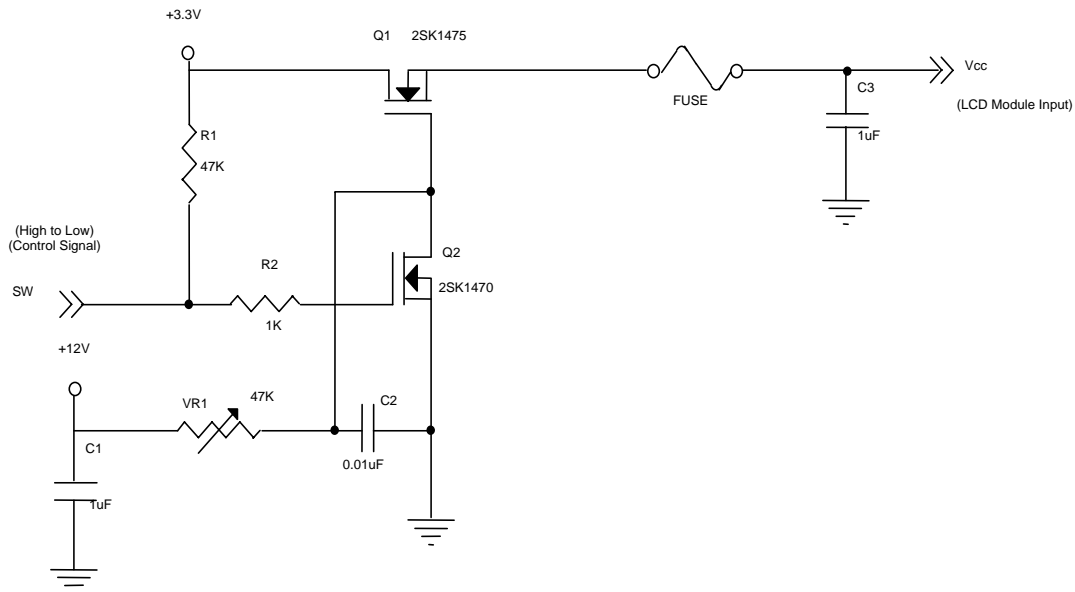 +3.3V
Q1 2SK1475
Vcc
FUSE
C3
(LCD Module Input)
1uF
R1
47K
(High to Low)
(Control Signal)
SW
R2
1K
Q2
2SK1470
+12V
VR1
47K
C2
0.01uF
C1
1uF